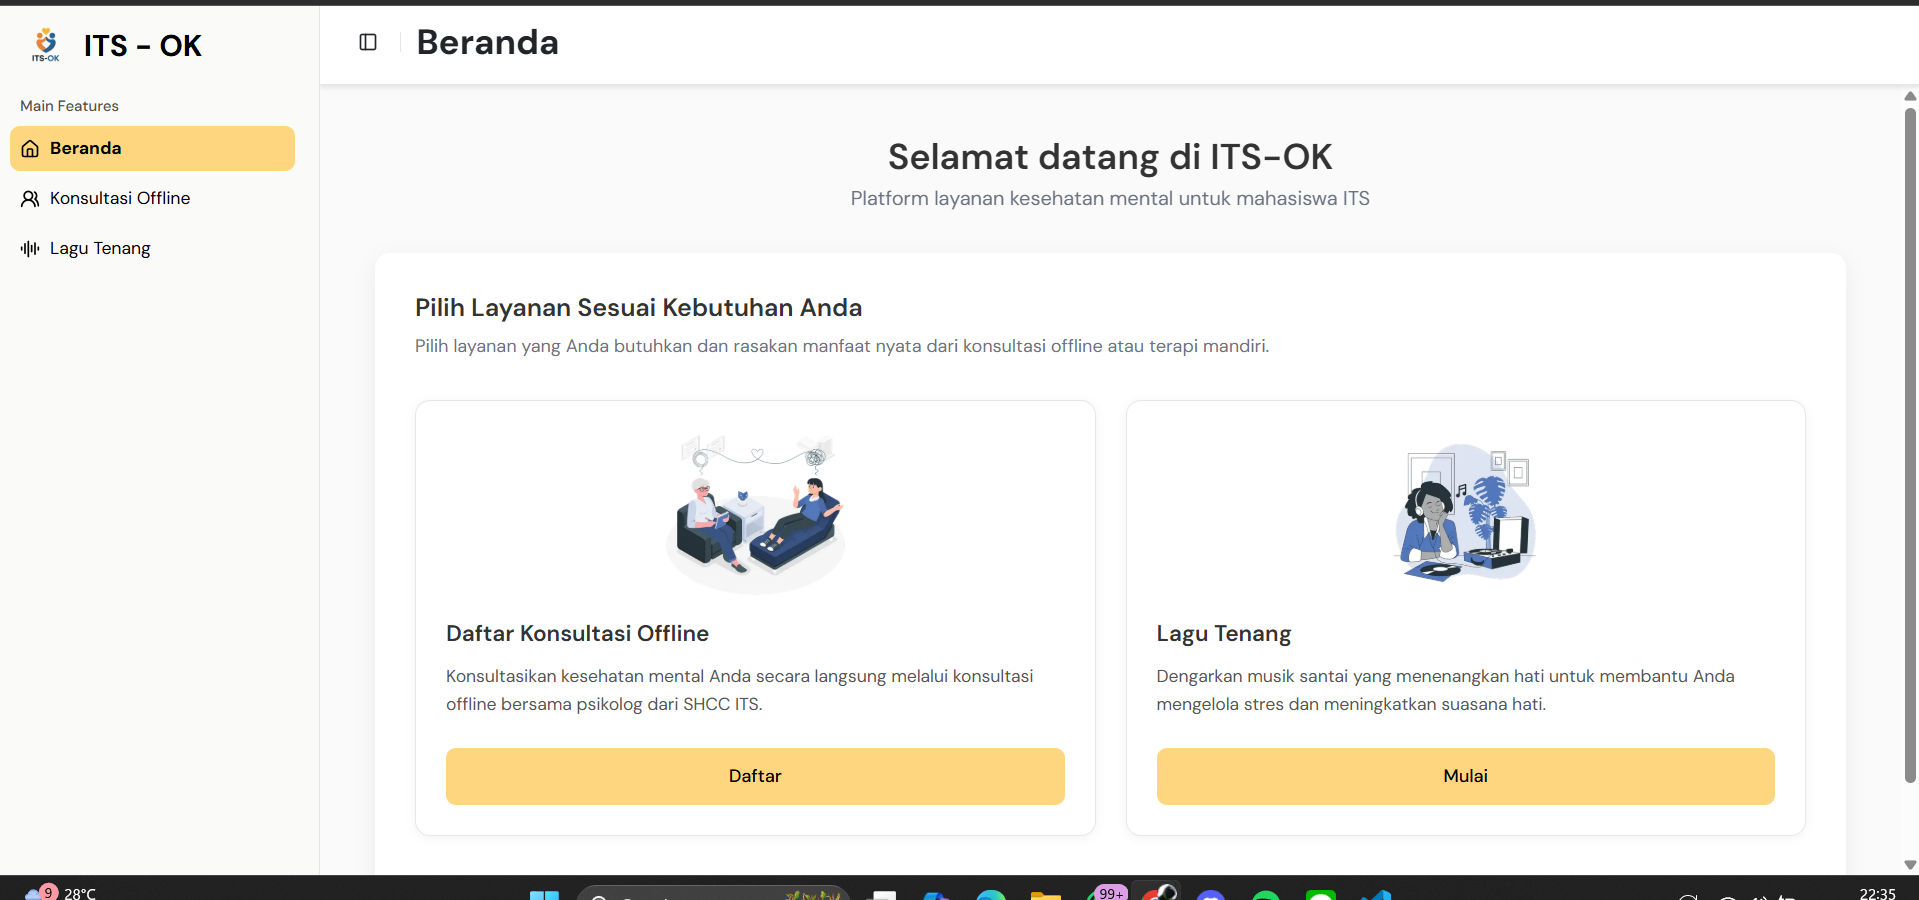 ITS-OK
ITS - OK
Main Features
Beranda
Konsultasi Offline
Lagu Tenang
Beranda
Selamat datang di ITS-OK
Platform layanan kesehatan mental untuk mahasiswa ITS
Pilih Layanan Sesuai Kebutuhan Anda
Pilih layanan yang Anda butuhkan dan rasakan manfaat nyata dari konsultasi offline atau terapi mandiri.
Daftar Konsultasi Offline
Konsultasikan kesehatan mental Anda secara langsung melalui konsultasi
offline bersama psikolog dari SHCC ITS.
Daftar
Lagu Tenang
Dengarkan musik santai yang menenangkan hati untuk membantu Anda
mengelola stres dan meningkatkan suasana hati.
Mulai
9
28°C
99+
22:35